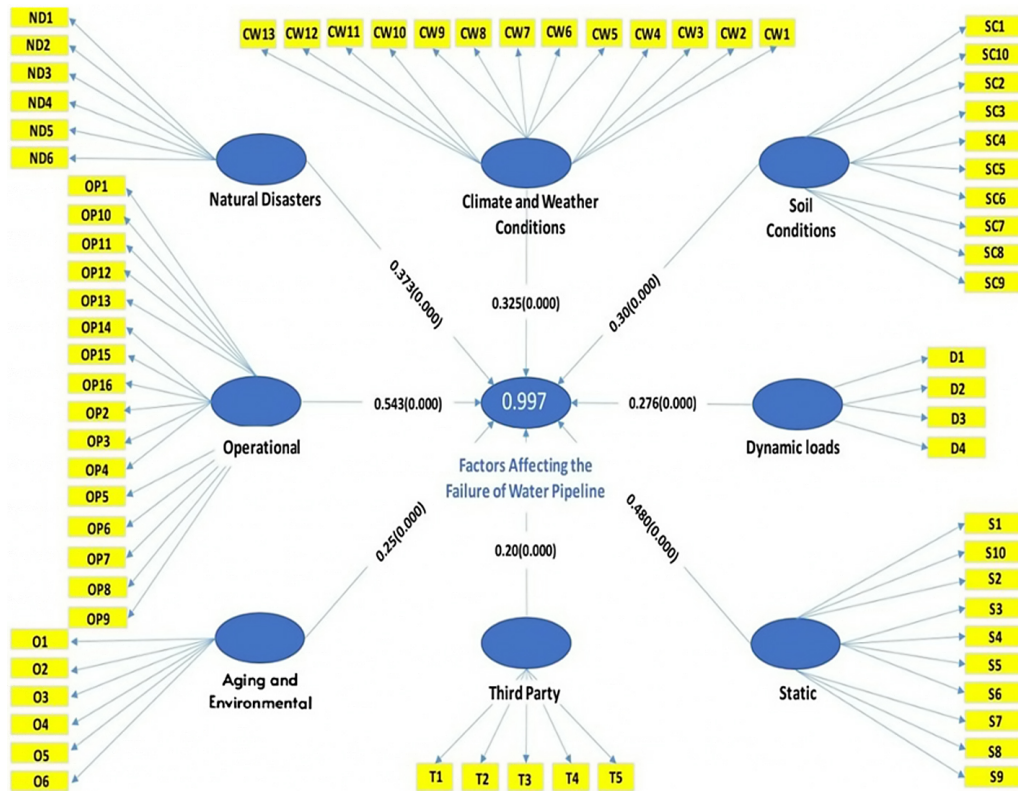 ND1
ND2
ND3
ND4
ND5
ND6
Natural Disasters
CW13 CW12 CW11 CW10 CW9 CW8 CW7 CW6 CW5 CW4 CW3 CW2 CW1
Climate and Weather
Conditions
SC1
SC10
SC2
SC3
SC4
SC5
SC6
SC7
SC8
SC9
Soil
Conditions
OP1
OP10
OP11
OP12
OP13
OP14
OP15
OP16
OP2
OP3
OP4
OP5
OP6
OP7
OP8
OP9
Operational
0.373(0.000)
0.325(0.000)
0.30(0.000)
0.543(0.000)
0.997
0.276(0.000)
Factors Affecting the
Failure of Water Pipeline
Dynamic loads
D1
D2
D3
D4
0.25(0.000)
0.20(0.000)
0.480(0.000)
O1
O2
O3
O4
O5
O6
Aging and
Environmental
Third Party
T1 T2 T3 T4 T5
Static
S1
S10
S2
S3
S4
S5
S6
S7
S8
S9